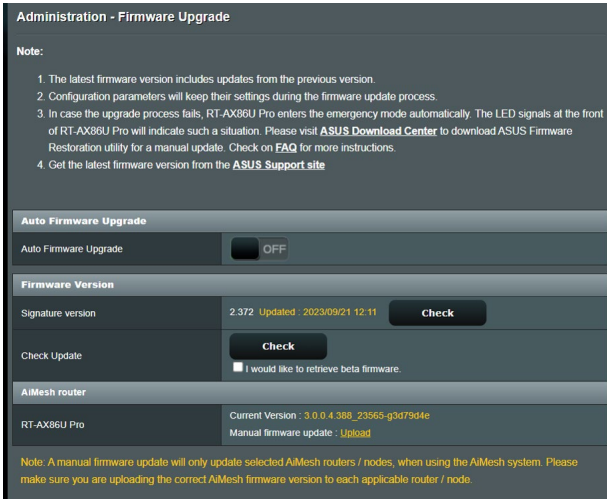 Administration - Firmware Upgrade
Note:
1. The latest firmware version includes updates from the previous version.
2. Configuration parameters will keep their settings during the firmware update process.
3. In case the upgrade process fails, RT-AX86U Pro enters the emergency mode automatically. The LED signals at the front
of RT-AX86U Pro will indicate such a situation. Please visit ASUS Download Center to download ASUS Firmware
Restoration utility for a manual update. Check on FAQ for more instructions.
4. Get the latest firmware version from the ASUS Support site
Auto Firmware Upgrade
Auto Firmware Upgrade OFF
Firmware Version
Signature version 2.372 Updated : 2023/09/21 12:11 Check
Check Update Check
I would like to retrieve beta firmware.
AiMesh router
RT-AX86U Pro Current Version : 3.0.0.4.388_23565-g3d79d4e
Manual firmware update : Upload
Note: A manual firmware update will only update selected AiMesh routers / nodes, when using the AiMesh system. Please
make sure you are uploading the correct AiMesh firmware version to each applicable router / node.